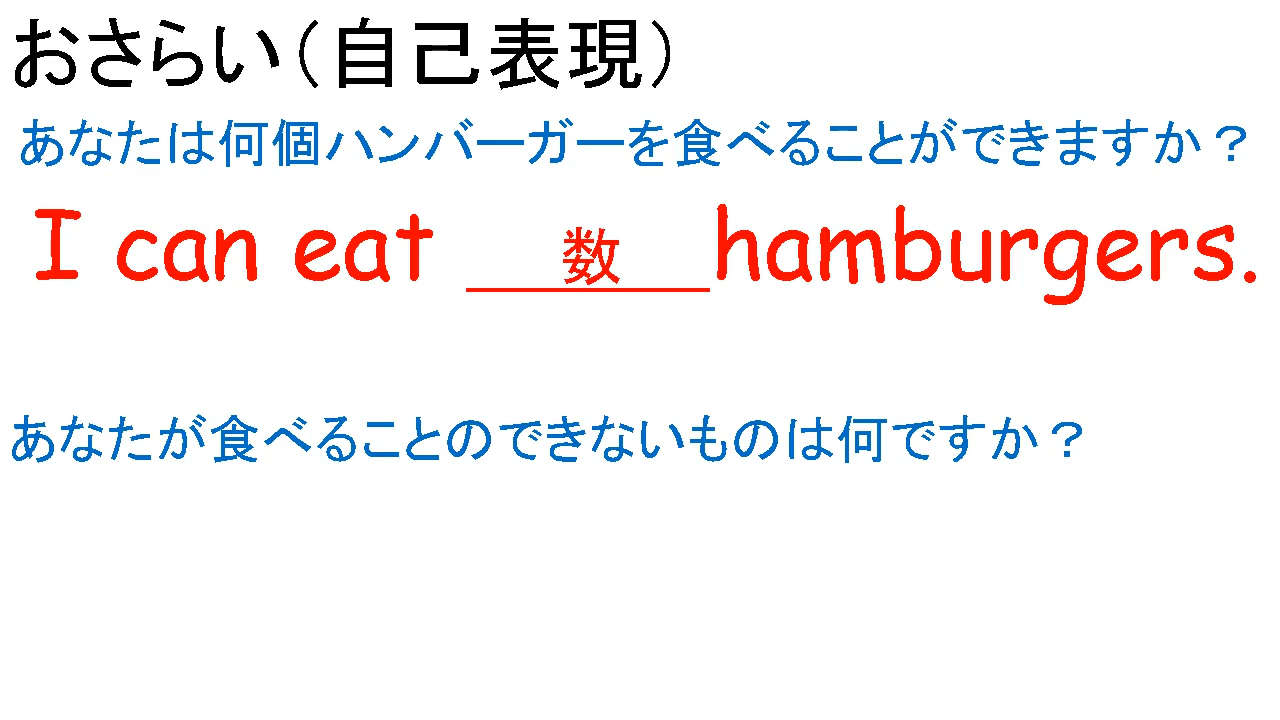 おさらい（自己表現）
あなたは何個ハンバーガーを食べることができますか？
I can eat 数 hamburgers.
あなたが食べることのできないものは何ですか？